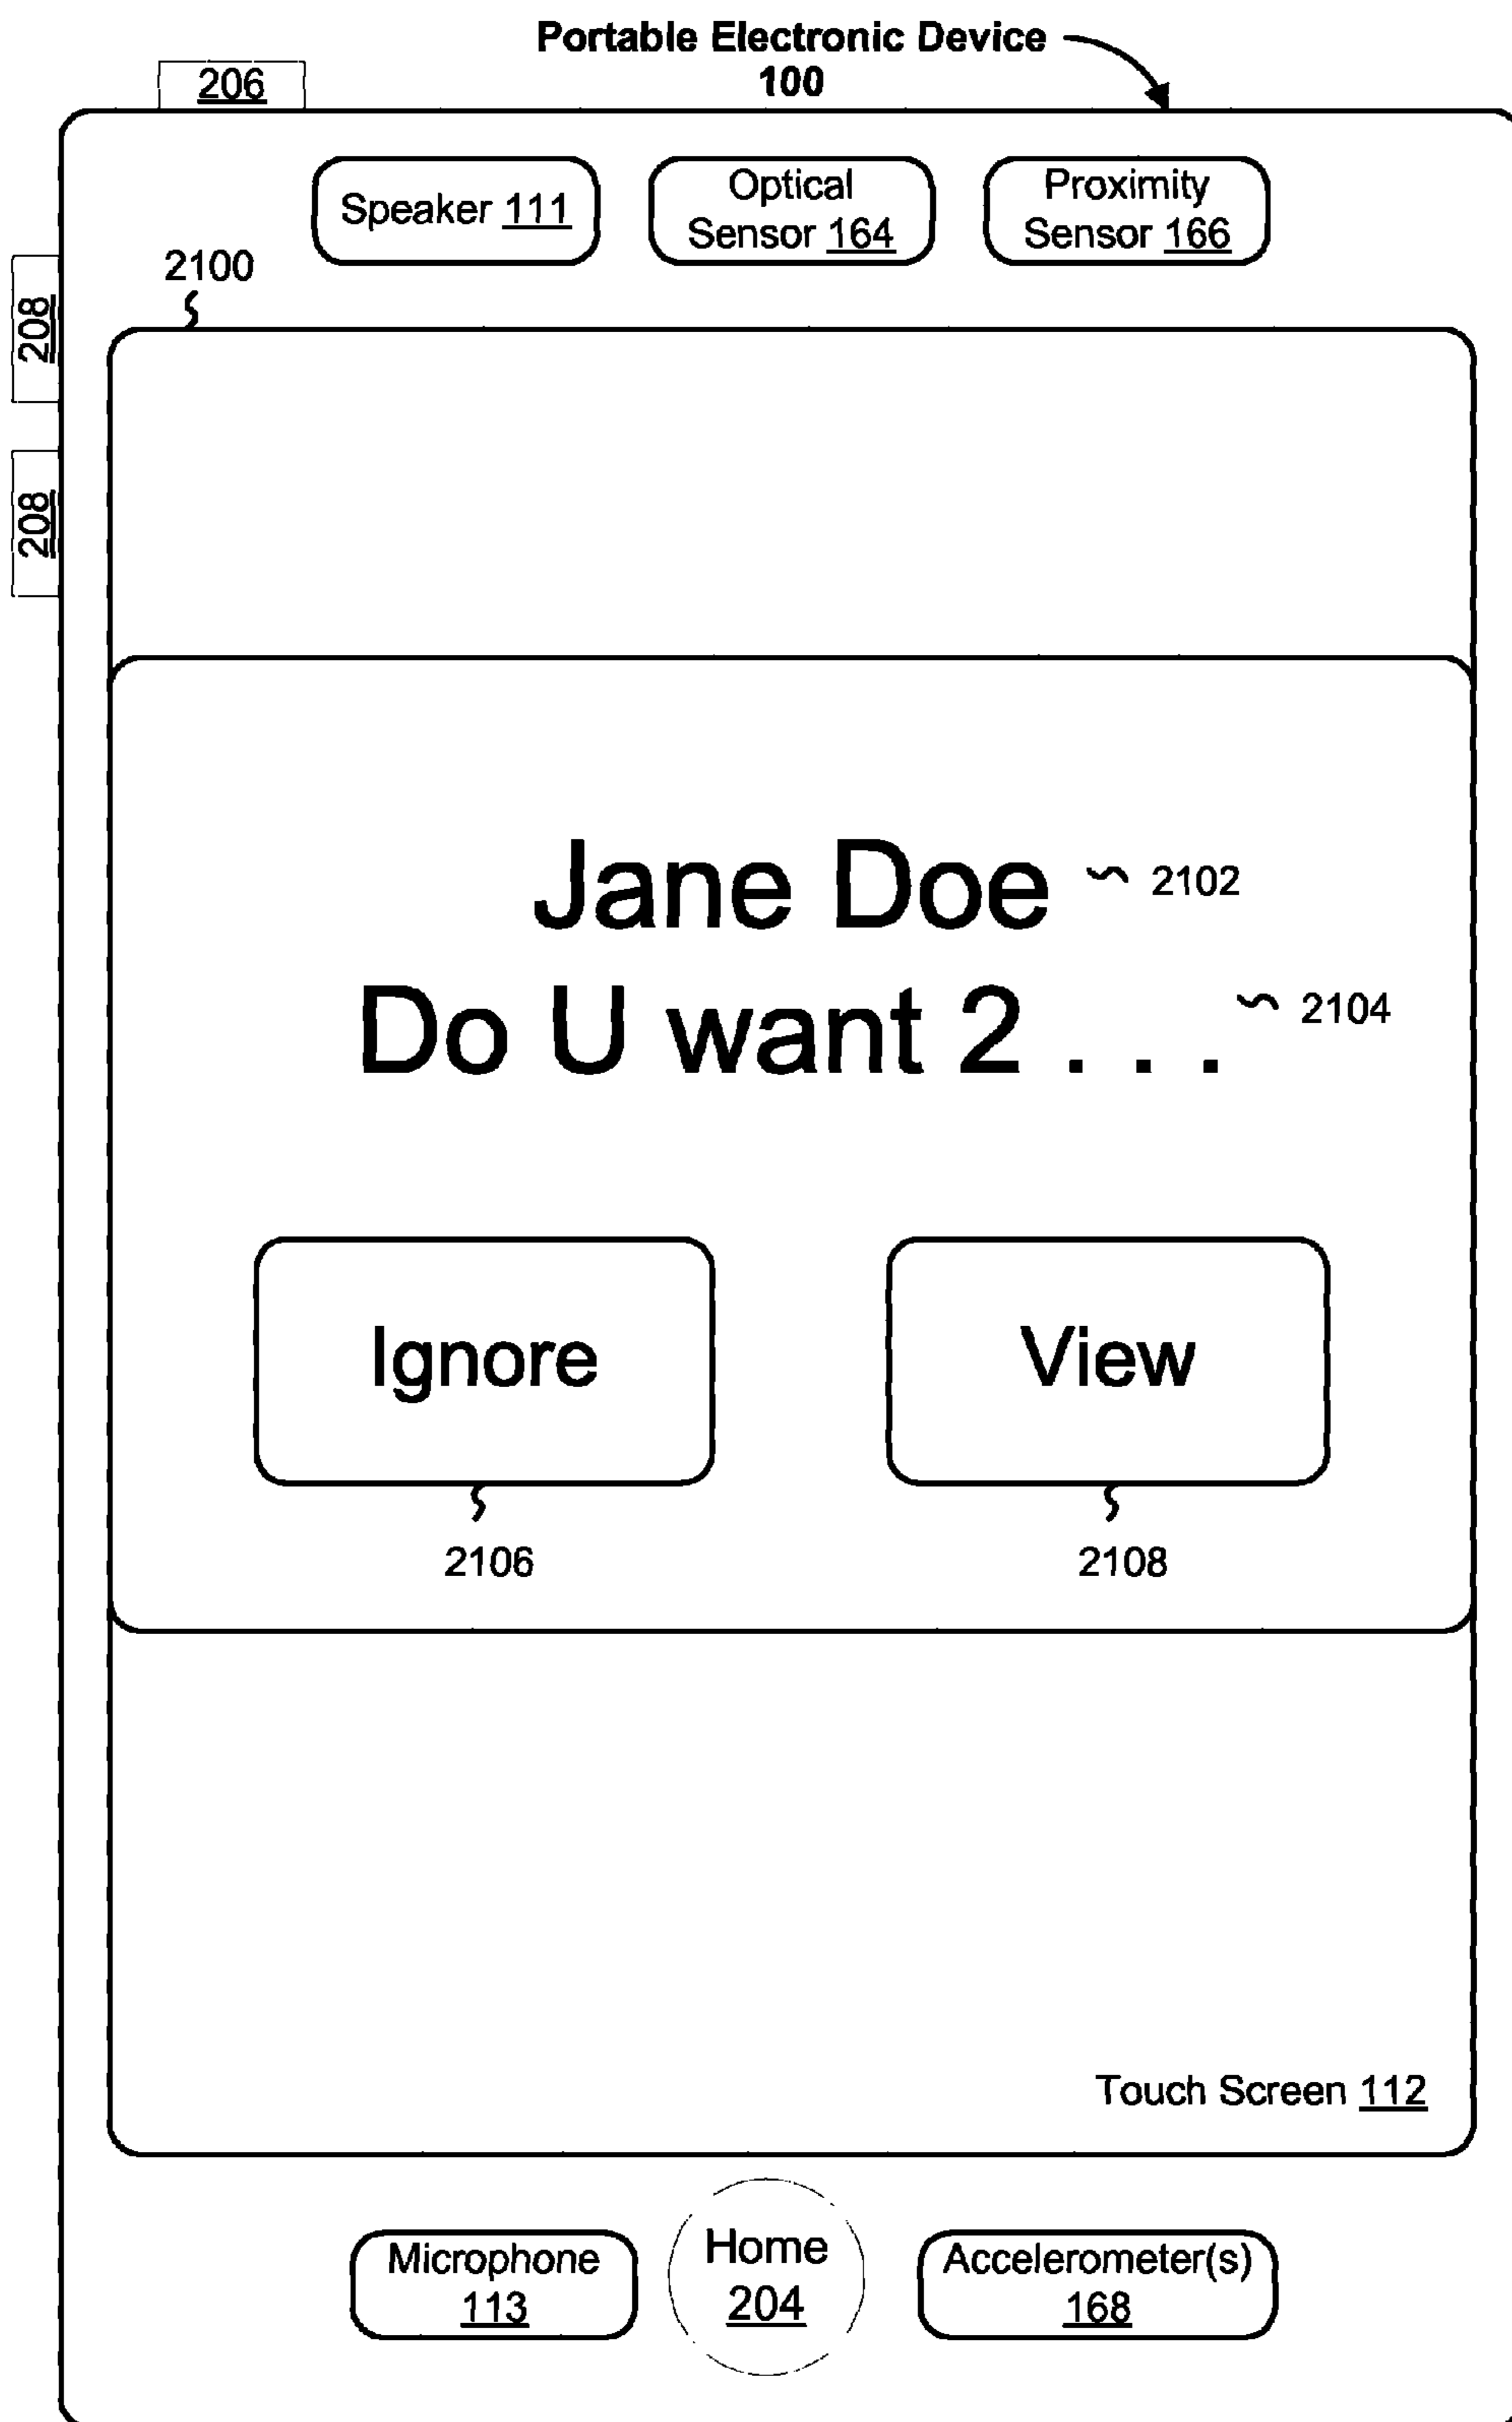 Portable Electronic Device
100
206
Speaker 111
Optical
Sensor 164
Proximity
Sensor 166
2100
208
208
Jane Doe
2102
Do U want 2 . . .
2104
Ignore
View
2106
2108
Touch Screen 112
Microphone
113
Home
204
Accelerometer(s)
168